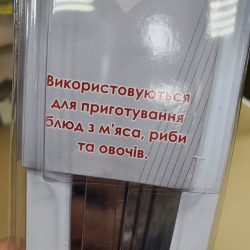 Використовуються
для приготування
блюд з м'яса, риби
та овочів.